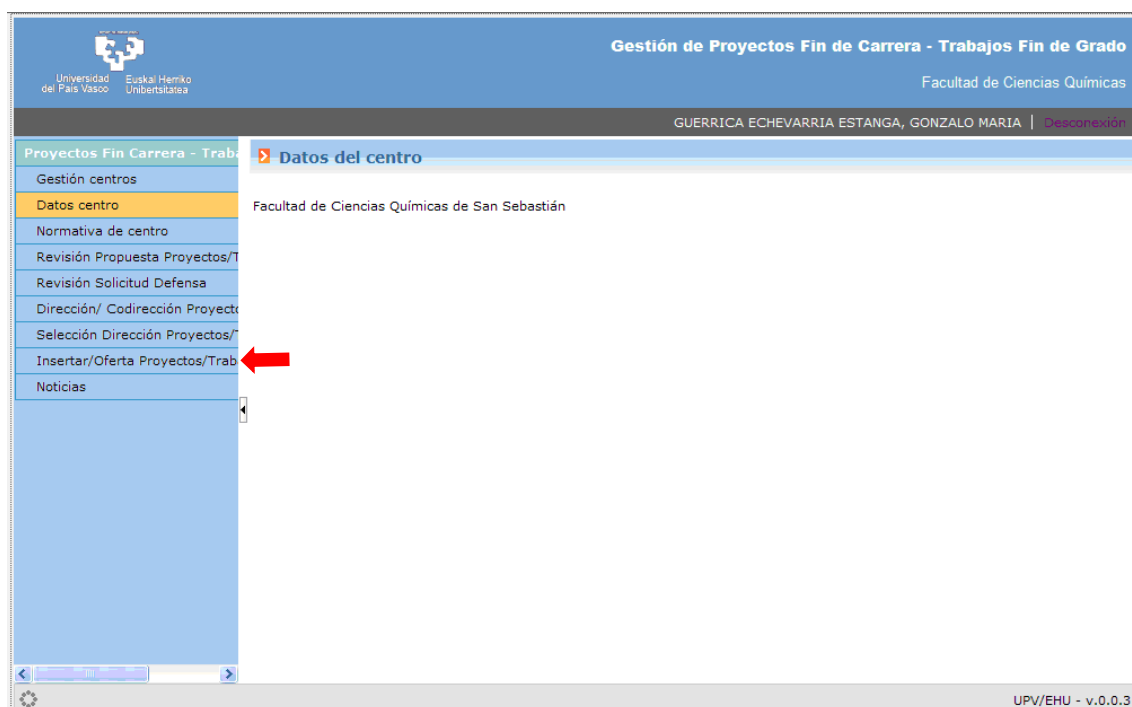 Gestión de Proyectos Fin de Carrera - Trabajos Fin de Grado
Universidad del País Vasco
Euskal Herriko Unibertsitatea
Facultad de Ciencias Químicas
GUERRICA ECHEVARRIA ESTANGA, GONZALO MARIA | Desconexión
Proyectos Fin Carrera - Traba
Datos del centro
Gestión centros
Datos centro
Facultad de Ciencias Químicas de San Sebastián
Normativa de centro
Revisión Propuesta Proyectos/T
Revisión Solicitud Defensa
Dirección/ Codirección Proyecto
Selección Dirección Proyectos/T
Insertar/Oferta Proyectos/Trab
Noticias
UPV/EHU - v.0.0.3